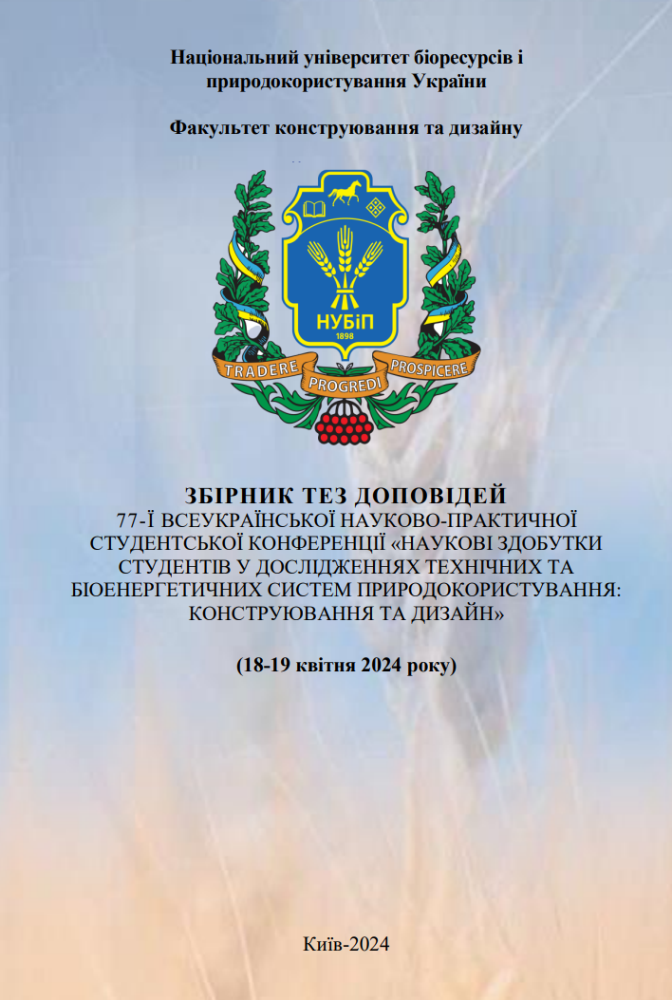 Національний університет біоресурсів і
природокористування України
Факультет конструювання та дизайну
НУБіП
1898
TRADERE
PROGREDI
PROSPICERE
ЗБІРНИК ТЕЗ ДОПОВІДЕЙ
77-Ї ВСЕУКРАЇНСЬКОЇ НАУКОВО-ПРАКТИЧНОЇ
СТУДЕНТСЬКОЇ КОНФЕРЕНЦІЇ «НАУКОВІ ЗДОБУТКИ
СТУДЕНТІВ У ДОСЛІДЖЕННЯХ ТЕХНІЧНИХ ТА
БІОЕНЕРГЕТИЧНИХ СИСТЕМ ПРИРОДОКОРИСТУВАННЯ:
КОНСТРУЮВАННЯ ТА ДИЗАЙН»
(18-19 квітня 2024 року)
Київ-2024